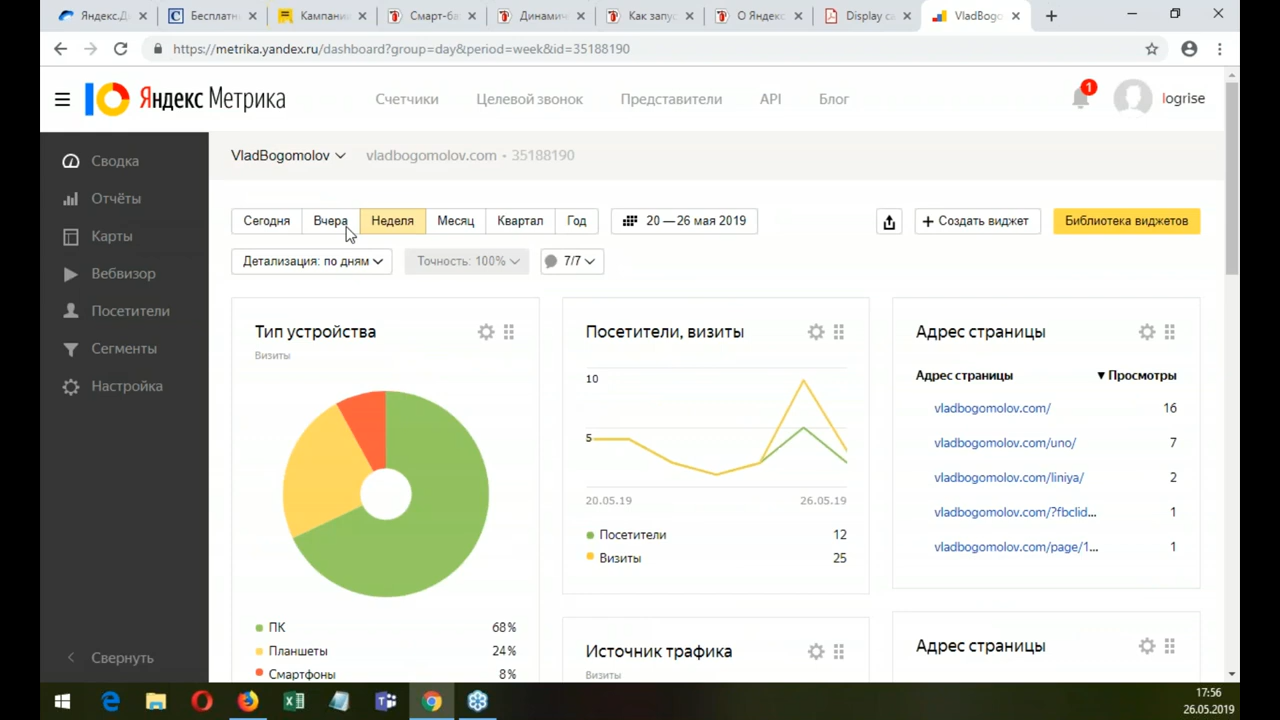 Яндекс.Д
Бесплатн
Кампани
Смарт-ба
Динамич
Как запус
О Яндекс
Display ca
VladBogo
https://metrika.yandex.ru/dashboard?group=day&period=week&id=35188190
Яндекс Метрика
Счетчики
Целевой звонок
Представители
API
Блог
1
logrise
Сводка
Отчёты
Карты
Вебвизор
Посетители
Сегменты
Настройка
Свернуть
VladBogomolov vladbogomolov.com • 35188190
Сегодня Вчера Неделя Месяц Квартал Год 20 — 26 мая 2019 + Создать виджет Библиотека виджетов
Детализация: по дням Точность: 100% 7/7
Тип устройства
Визиты
ПК 68%
Планшеты 24%
Смартфоны 8%
Посетители, визиты
10
5
20.05.19 26.05.19
Посетители 12
Визиты 25
Источник трафика
Визиты
Адрес страницы
Адрес страницы ▼ Просмотры
vladbogomolov.com/ 16
vladbogomolov.com/uno/ 7
vladbogomolov.com/liniya/ 2
vladbogomolov.com/?fbclid... 1
vladbogomolov.com/page/1... 1
Адрес страницы
17:56
26.05.2019